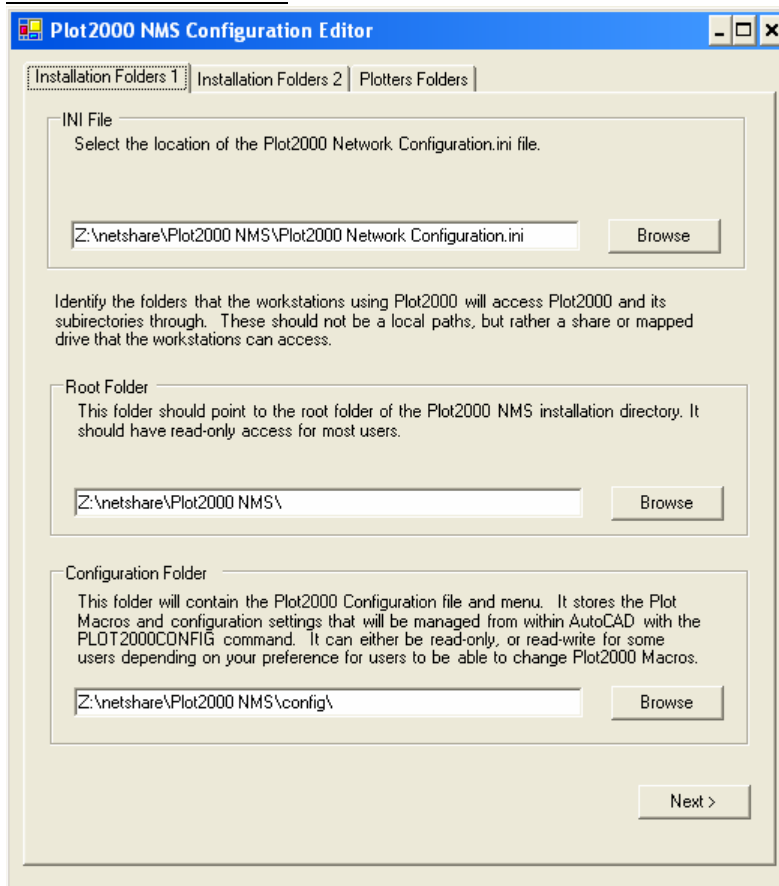 Plot2000 NMS Configuration Editor
Installation Folders 1
Installation Folders 2
Plotters Folders
INI File
Select the location of the Plot2000 Network Configuration.ini file.
Z:\netshare\Plot2000 NMS\Plot2000 Network Configuration.ini
Browse
Identify the folders that the workstations using Plot2000 will access Plot2000 and its
subirectories through. These should not be a local paths, but rather a share or mapped
drive that the workstations can access.
Root Folder
This folder should point to the root folder of the Plot2000 NMS installation directory. It
should have read-only access for most users.
Z:\netshare\Plot2000 NMS\
Browse
Configuration Folder
This folder will contain the Plot2000 Configuration file and menu. It stores the Plot
Macros and configuration settings that will be managed from within AutoCAD with the
PLOT2000CONFIG command. It can either be read-only, or read-write for some
users depending on your preference for users to be able to change Plot2000 Macros.
Z:\netshare\Plot2000 NMS\config\
Browse
Next >